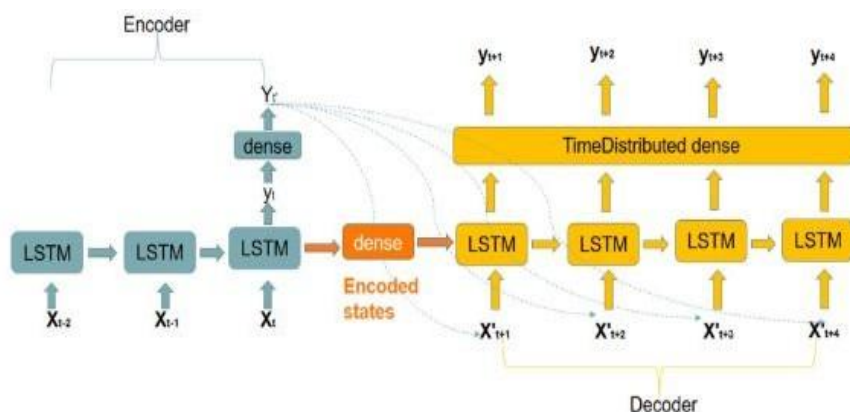 Encoder
yt+1 yt+2 yt+3 yt+4
Yt'
dense
TimeDistributed dense
yt
LSTM LSTM LSTM dense LSTM LSTM LSTM LSTM
Encoded
states
Xt-2 Xt-1 Xt X't+1 X't+2 X't+3 X't+4
Decoder